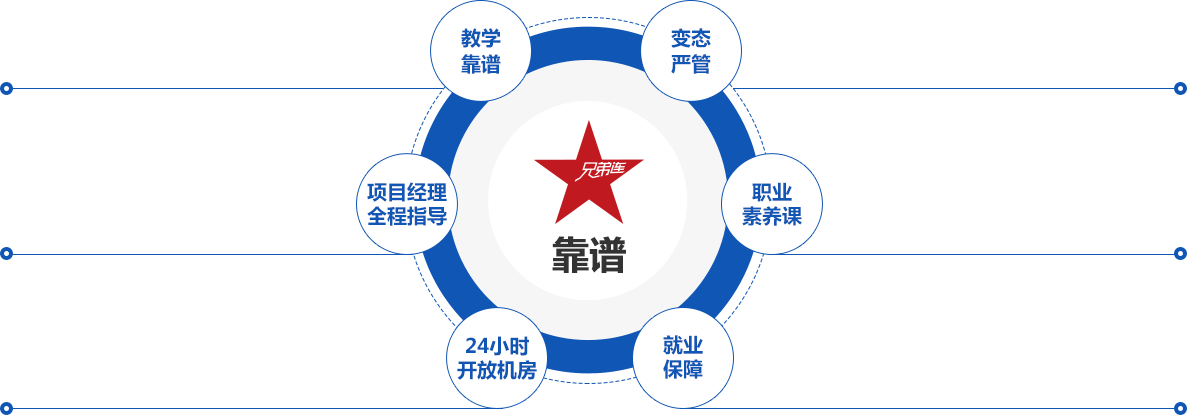 教学
靠谱
变态
严管
项目经理
全程指导
兄弟连
靠谱
职业
素养课
24小时
开放机房
就业
保障